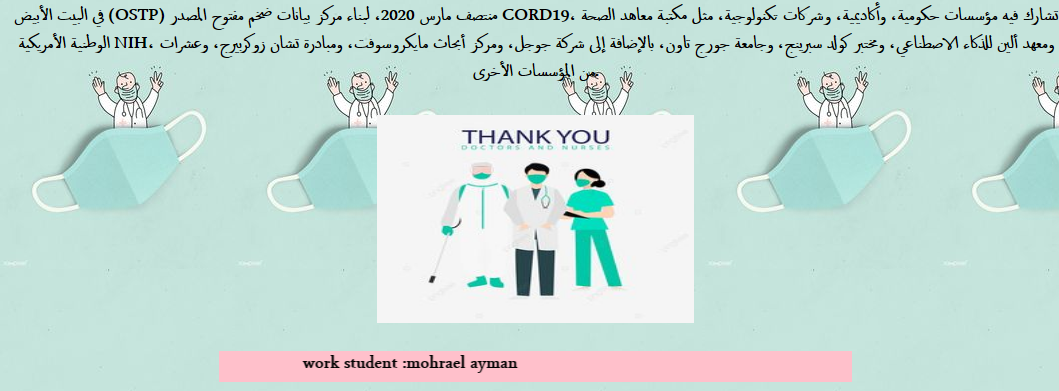 تشارك فيه مؤسسات حكومية، وأكاديمية، وشركات تكنولوجية، مثل مكتبة معاهد الصحة ،CORD19 منتصف مارس 2020، لبناء مركز بيانات ضخم مفتوح المصدر (OSTP) في البيت الأبيض
ومعهد ألين للذكاء الاصطناعي، ومختبر كولد سبرينج، وجامعة جورج تاون، بالإضافة إلى شركة جوجل، ومركز أبحاث مايكروسوفت، ومبادرة تشان زوكربيرج، وعشرات ،NIH الوطنية الأمريكية
من المؤسسات الأخرى
THANK YOU
DOCTORS AND NURSES
work student :mohrael ayman